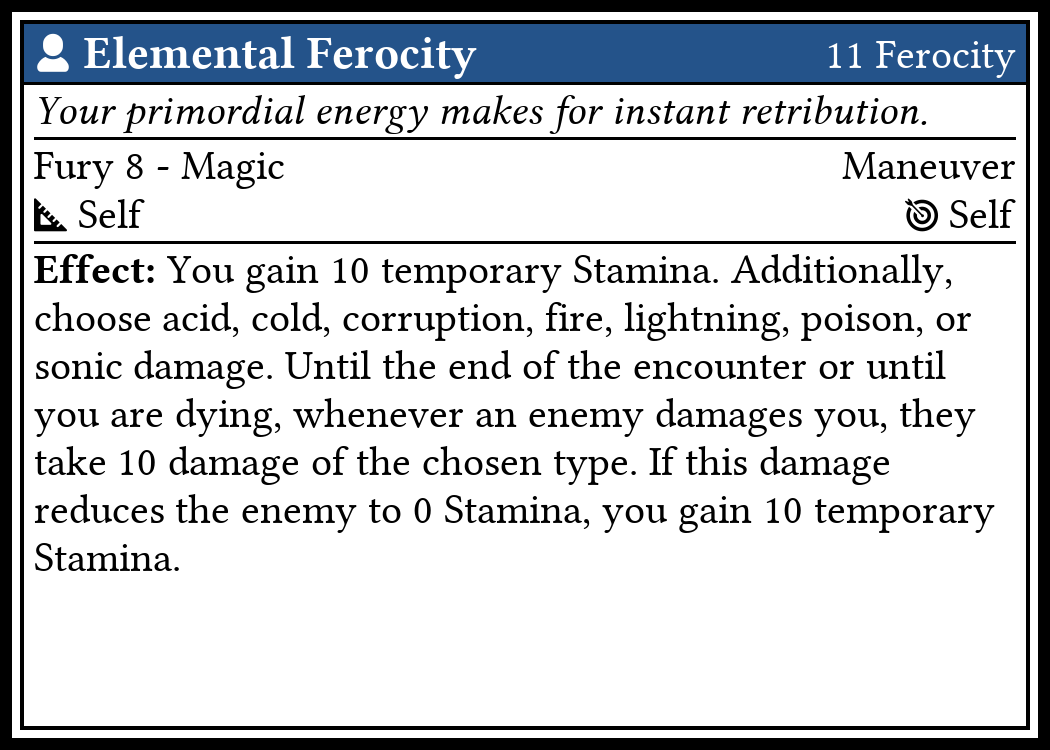 Elemental Ferocity 11 Ferocity
Your primordial energy makes for instant retribution.
Fury 8 - Magic Maneuver
Self Self
Effect: You gain 10 temporary Stamina. Additionally,
choose acid, cold, corruption, fire, lightning, poison, or
sonic damage. Until the end of the encounter or until
you are dying, whenever an enemy damages you, they
take 10 damage of the chosen type. If this damage
reduces the enemy to 0 Stamina, you gain 10 temporary
Stamina.